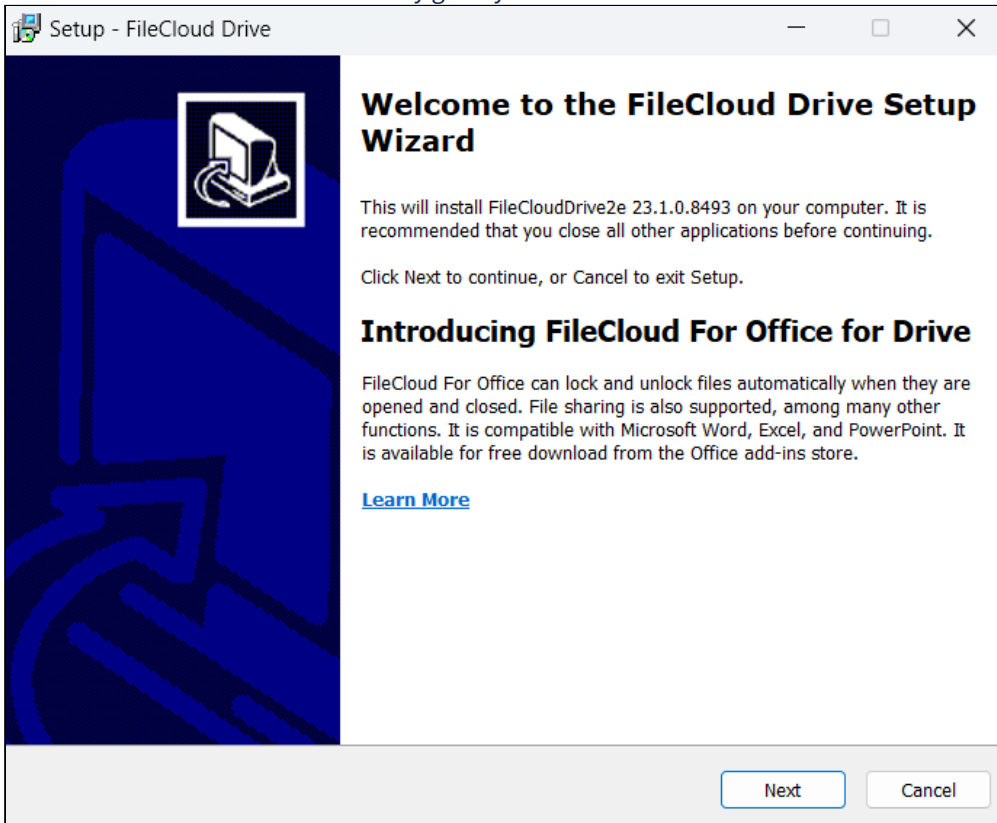 Setup - FileCloud Drive
Welcome to the FileCloud Drive Setup
Wizard
This will install FileCloudDrive2e 23.1.0.8493 on your computer. It is
recommended that you close all other applications before continuing.
Click Next to continue, or Cancel to exit Setup.
Introducing FileCloud For Office for Drive
FileCloud For Office can lock and unlock files automatically when they are
opened and closed. File sharing is also supported, among many other
functions. It is compatible with Microsoft Word, Excel, and PowerPoint. It
is available for free download from the Office add-ins store.
Learn More
Next Cancel